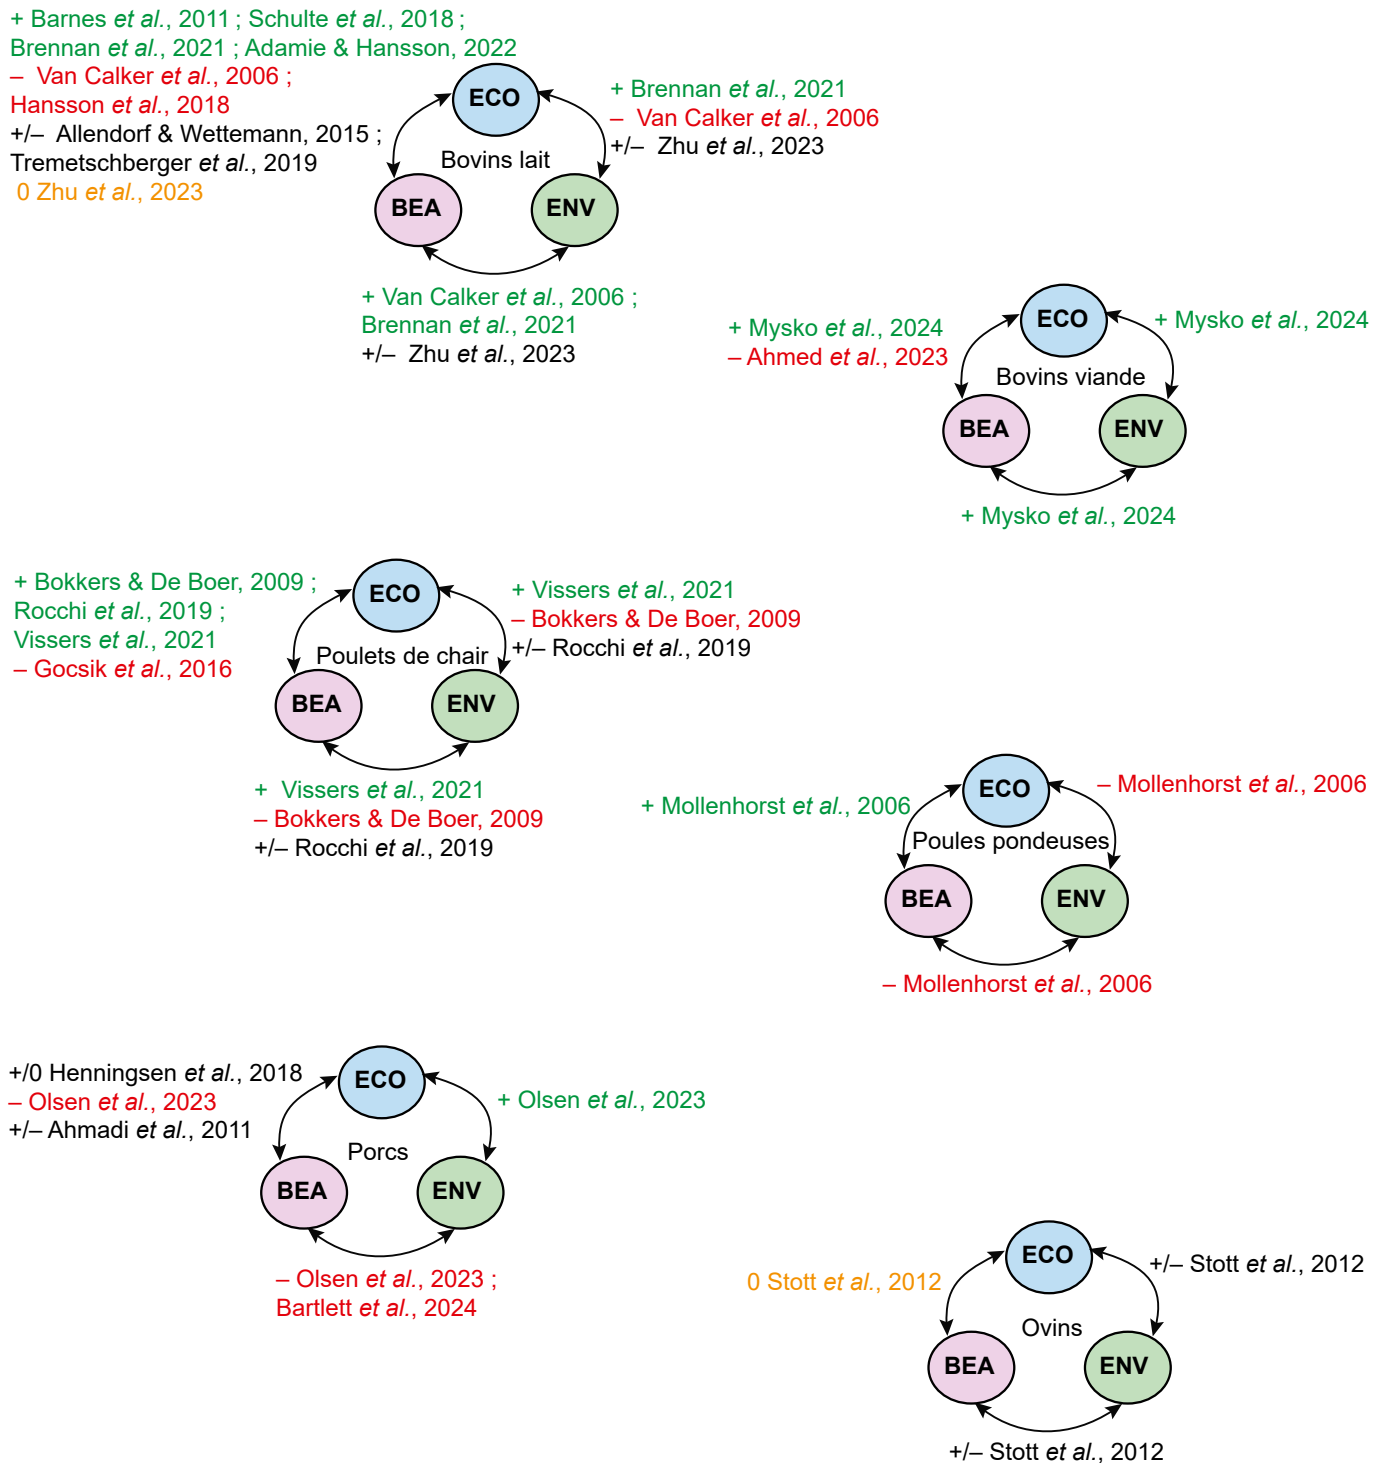 + Barnes et al., 2011 ; Schulte et al., 2018 ;
Brennan et al., 2021 ; Adamie & Hansson, 2022
– Van Calker et al., 2006 ;
Hansson et al., 2018
+/– Allendorf & Wettemann, 2015 ;
Tremetschberger et al., 2019
0 Zhu et al., 2023
ECO
+ Brennan et al., 2021
– Van Calker et al., 2006
+/– Zhu et al., 2023
Bovins lait
BEA
ENV
+ Van Calker et al., 2006 ;
Brennan et al., 2021
+/– Zhu et al., 2023
+ Mysko et al., 2024
– Ahmed et al., 2023
ECO
+ Mysko et al., 2024
Bovins viande
BEA
ENV
+ Mysko et al., 2024
+ Bokkers & De Boer, 2009 ;
Rocchi et al., 2019 ;
Vissers et al., 2021
– Gocsik et al., 2016
ECO
+ Vissers et al., 2021
– Bokkers & De Boer, 2009
+/– Rocchi et al., 2019
Poulets de chair
BEA
ENV
+ Vissers et al., 2021
– Bokkers & De Boer, 2009
+/– Rocchi et al., 2019
+ Mollenhorst et al., 2006
ECO
– Mollenhorst et al., 2006
Poules pondeuses
BEA
ENV
– Mollenhorst et al., 2006
+/0 Henningsen et al., 2018
– Olsen et al., 2023
+/– Ahmadi et al., 2011
ECO
+ Olsen et al., 2023
Porcs
BEA
ENV
– Olsen et al., 2023 ;
Bartlett et al., 2024
0 Stott et al., 2012
ECO
+/– Stott et al., 2012
Ovins
BEA
ENV
+/– Stott et al., 2012